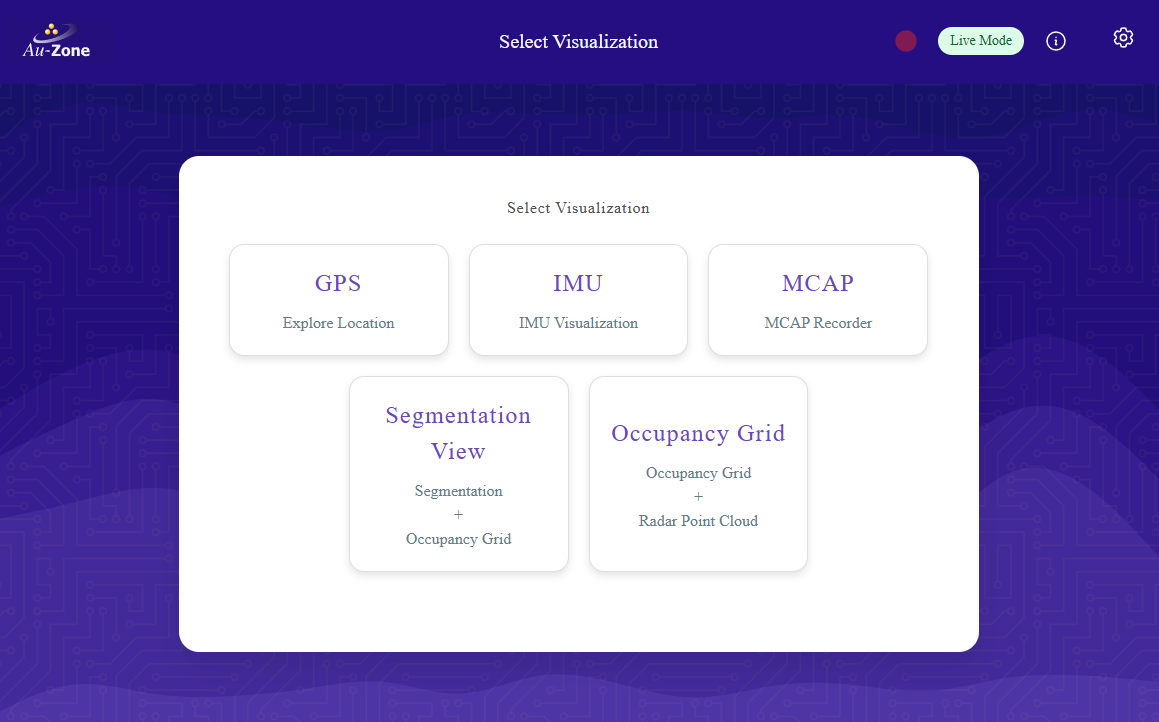 Au-Zone
Select Visualization
Live Mode
Select Visualization
GPS
Explore Location
IMU
IMU Visualization
MCAP
MCAP Recorder
Segmentation
View
Segmentation
+
Occupancy Grid
Occupancy Grid
Occupancy Grid
+
Radar Point Cloud